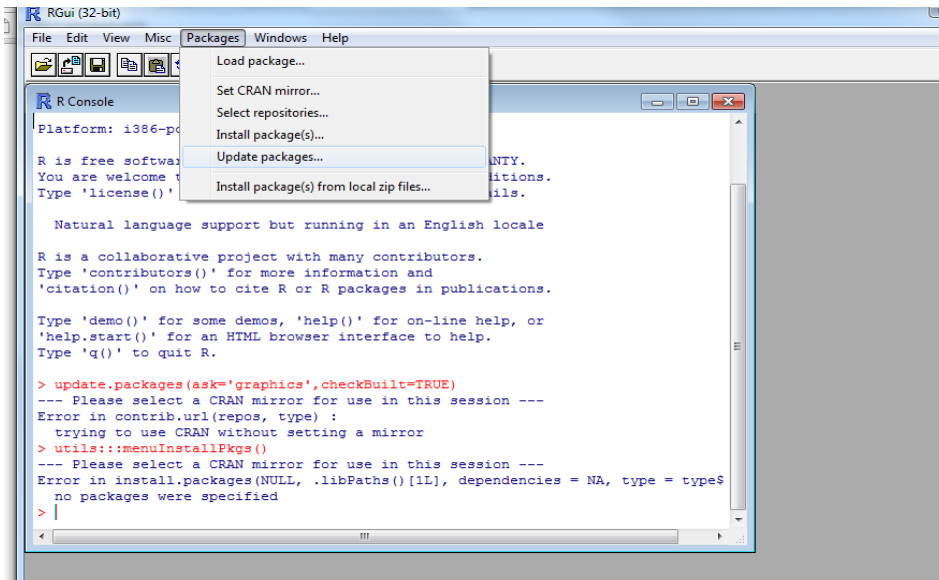 RGui (32-bit)
File Edit View Misc Packages Windows Help
Load package...
Set CRAN mirror...
Select repositories...
Install package(s)...
Update packages...
Install package(s) from local zip files...
R Console
Platform: i386-p
R is free softwa NTY.
You are welcome t itions.
Type 'license()' ils.
Natural language support but running in an English locale
R is a collaborative project with many contributors.
Type 'contributors()' for more information and
'citation()' on how to cite R or R packages in publications.
Type 'demo()' for some demos, 'help()' for on-line help, or
'help.start()' for an HTML browser interface to help.
Type 'q()' to quit R.
> update.packages(ask='graphics',checkBuilt=TRUE)
--- Please select a CRAN mirror for use in this session ---
Error in contrib.url(repos, type) :
trying to use CRAN without setting a mirror
> utils:::menuInstallPkgs()
--- Please select a CRAN mirror for use in this session ---
Error in install.packages(NULL, .libPaths()[1L], dependencies = NA, type = type$
no packages were specified
>